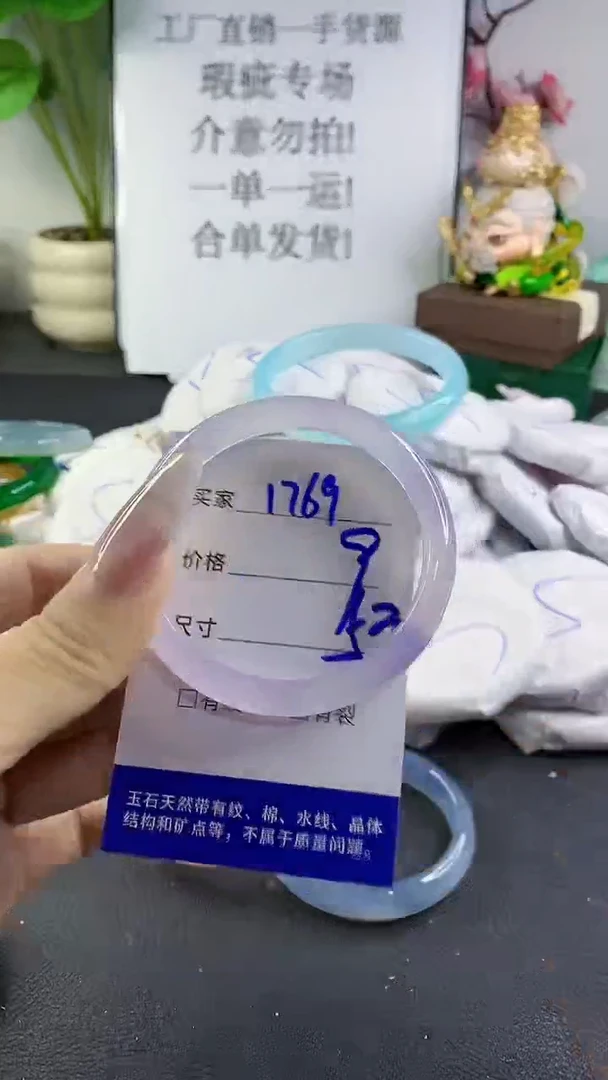 工厂直销一手货源
瑕疵专场
介意勿拍!
一单一运!
合单发货!
买家 1769
价格 9
尺寸 52
□有
有裂
玉石天然带有纹、棉、水线、晶体
结构和矿点等，不属于质量问题。